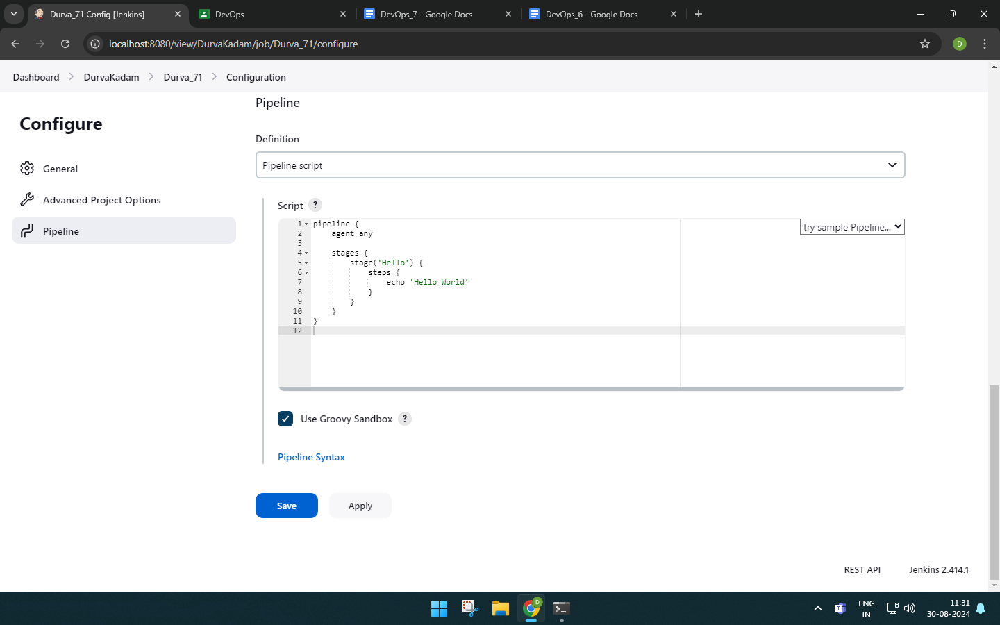 Durva_71 Config [Jenkins]
DevOps
DevOps_7 - Google Docs
DevOps_6 - Google Docs
localhost:8080/view/DurvaKadam/job/Durva_71/configure
D
Dashboard > DurvaKadam > Durva_71 > Configuration
Configure
General
Advanced Project Options
Pipeline
Pipeline
Definition
Pipeline script
Script ?
try sample Pipeline...
1 pipeline {
2     agent any
3
4     stages {
5         stage('Hello') {
6             steps {
7                 echo 'Hello World'
8             }
9         }
10     }
11 }
12
Use Groovy Sandbox ?
Pipeline Syntax
Save
Apply
REST API
Jenkins 2.414.1
D
T
ENG
IN
11:31
30-08-2024